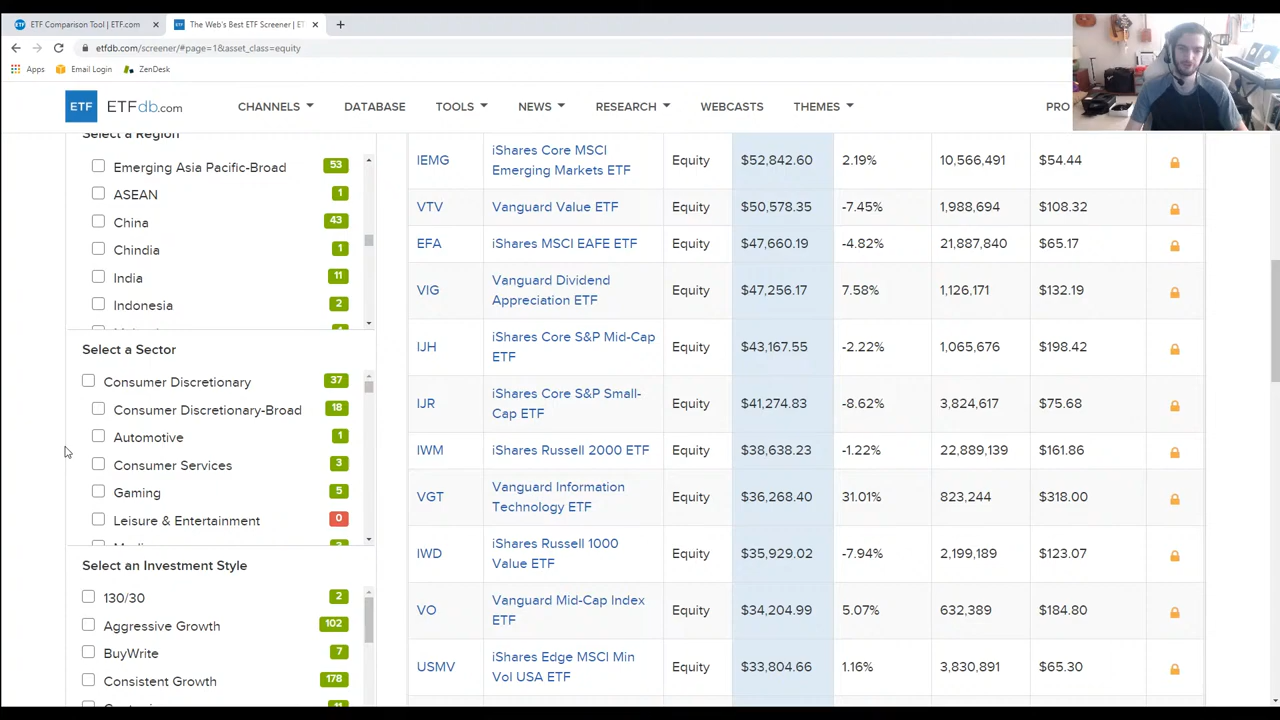 ETF Comparison Tool | ETF.com
The Web's Best ETF Screener | ET
etfdb.com/screener/#page=1&asset_class=equity
Apps Email Login ZenDesk
ETF ETFdb.com CHANNELS DATABASE TOOLS NEWS RESEARCH WEBCASTS THEMES PRO
Select a Region
Emerging Asia Pacific-Broad 53
ASEAN 1
China 43
Chindia 1
India 11
Indonesia 2
Select a Sector
Consumer Discretionary 37
Consumer Discretionary-Broad 18
Automotive 1
Consumer Services 3
Gaming 5
Leisure & Entertainment 0
Select an Investment Style
130/30 2
Aggressive Growth 102
BuyWrite 7
Consistent Growth 178
IEMG iShares Core MSCI Equity $52,842.60 2.19% 10,566,491 $54.44
Emerging Markets ETF
VTV Vanguard Value ETF Equity $50,578.35 -7.45% 1,988,694 $108.32
EFA iShares MSCI EAFE ETF Equity $47,660.19 -4.82% 21,887,840 $65.17
VIG Vanguard Dividend Equity $47,256.17 7.58% 1,126,171 $132.19
Appreciation ETF
IJH iShares Core S&P Mid-Cap Equity $43,167.55 -2.22% 1,065,676 $198.42
ETF
IJR iShares Core S&P Small- Equity $41,274.83 -8.62% 3,824,617 $75.68
Cap ETF
IWM iShares Russell 2000 ETF Equity $38,638.23 -1.22% 22,889,139 $161.86
VGT Vanguard Information Equity $36,268.40 31.01% 823,244 $318.00
Technology ETF
IWD iShares Russell 1000 Equity $35,929.02 -7.94% 2,199,189 $123.07
Value ETF
VO Vanguard Mid-Cap Index Equity $34,204.99 5.07% 632,389 $184.80
ETF
USMV iShares Edge MSCI Min Equity $33,804.66 1.16% 3,830,891 $65.30
Vol USA ETF